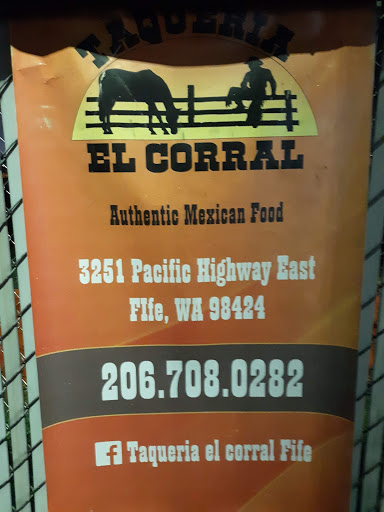 TAQUERIA
EL CORRAL
Authentic Mexican Food
3251 Pacific Highway East
FIfe, WA 98424
206.708.0282
f Taqueria el corral Fife